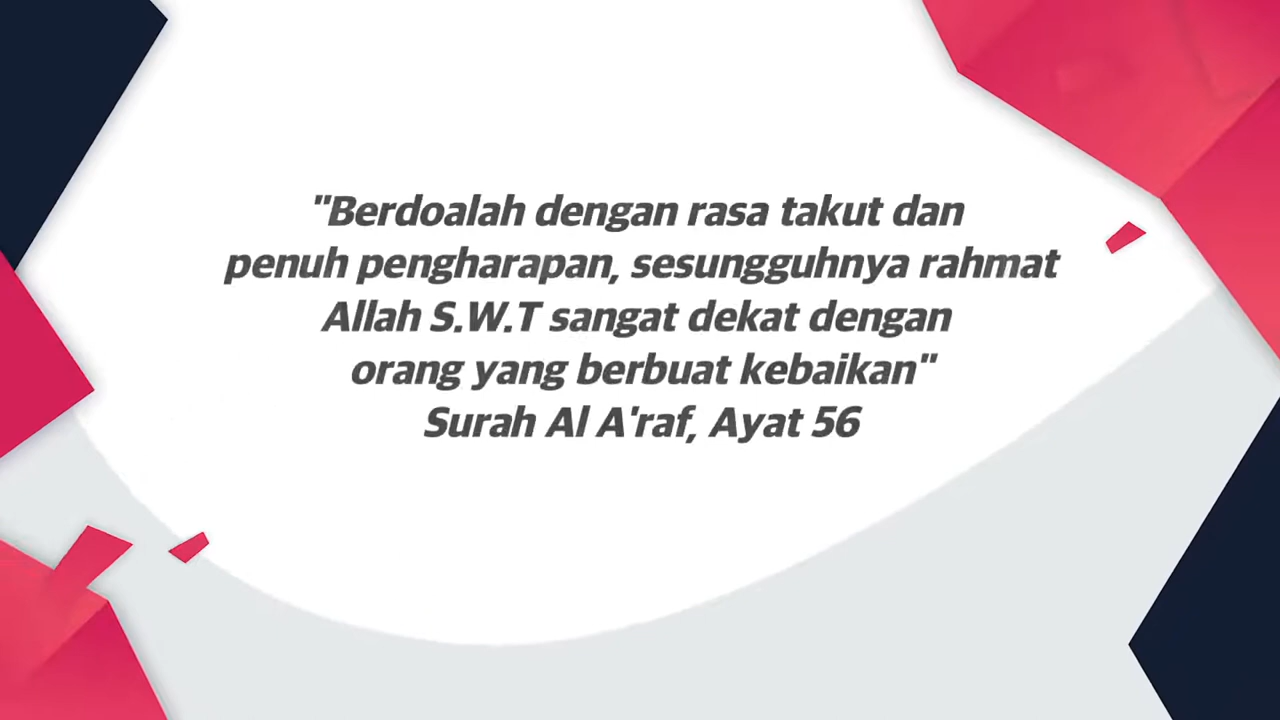 "Berdoalah dengan rasa takut dan
penuh pengharapan, sesungguhnya rahmat
Allah S.W.T sangat dekat dengan
orang yang berbuat kebaikan"
Surah Al A'raf, Ayat 56